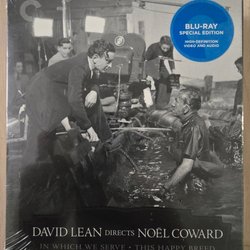 BLU-RAY
SPECIAL EDITION
HIGH-DEFINITION
VIDEO AND AUDIO
DAVID LEAN DIRECTS NOËL COWARD
IN WHICH WE SERVE • THIS HAPPY BREED